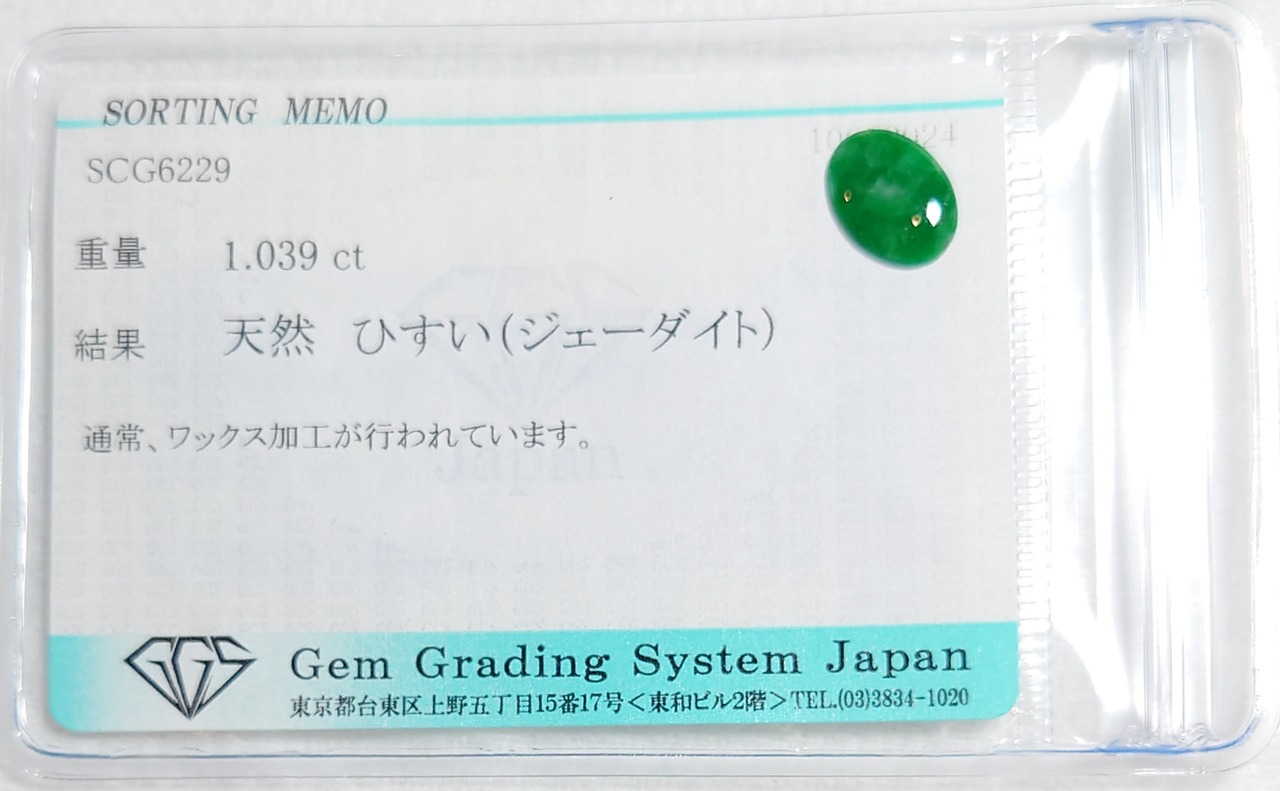 SORTING MEMO
SCG6229
重量 1.039 ct
結果 天然 ひすい(ジェーダイト)
通常、ワックス加工が行われています。
Japan
GGS
Gem Grading System Japan
東京都台東区上野五丁目15番17号＜東和ビル2階＞TEL.(03)3834-1020